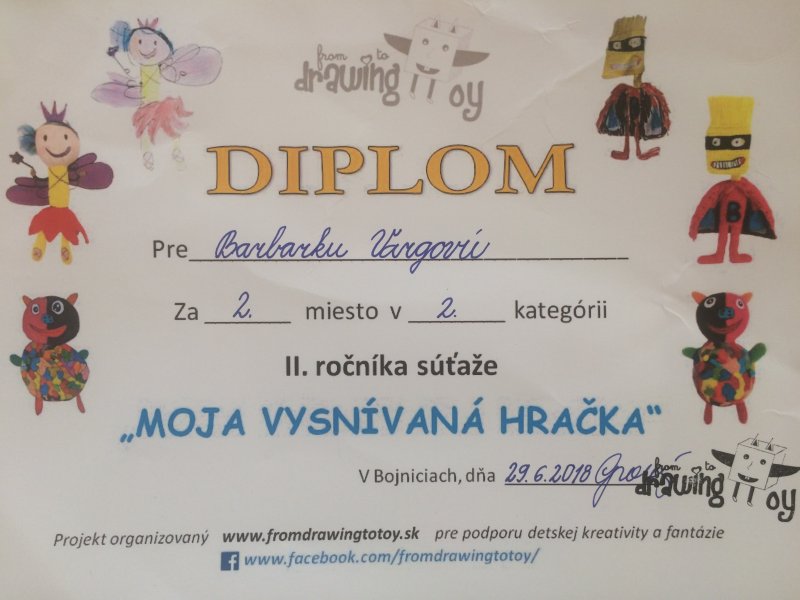 from to
drawing toy
DIPLOM
Pre Barbarku Vargovú
Za 2. miesto v 2. kategórii
II. ročníka súťaže
„MOJA VYSNÍVANÁ HRAČKA“
V Bojniciach, dňa 29.6.2018
from to
drawing toy
Projekt organizovaný www.fromdrawingtotoy.sk pre podporu detskej kreativity a fantázie
www.facebook.com/fromdrawingtotoy/